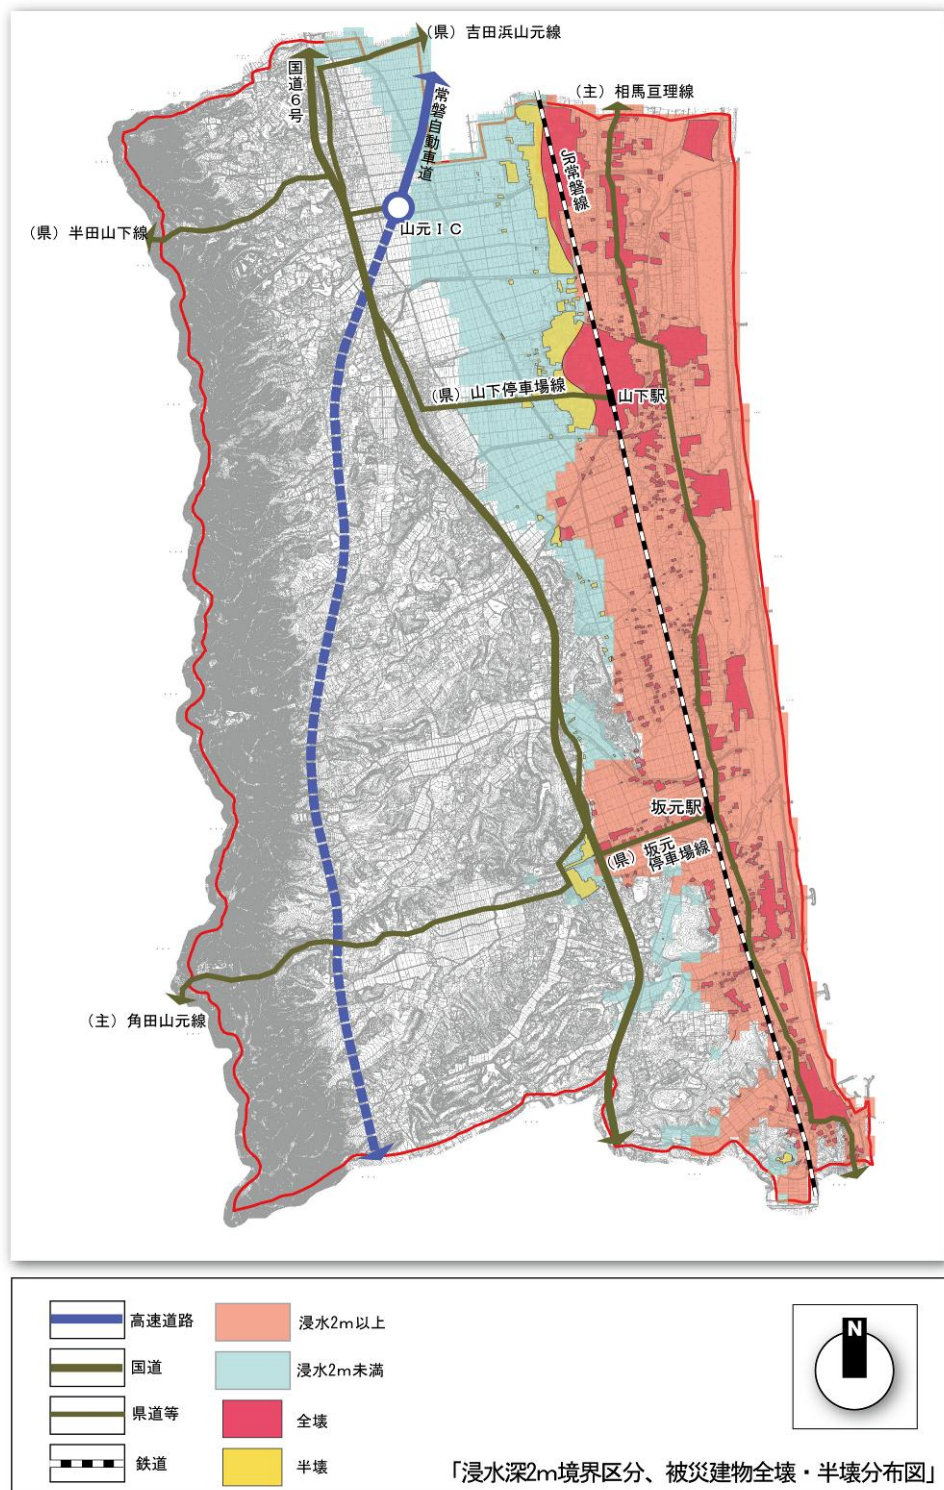 (県) 吉田浜山元線
国道6号
常磐自動車道
(主) 相馬亘理線
JR常磐線
(県) 半田山下線
山元IC
(県) 山下停車場線
山下駅
坂元駅
(県) 坂元
停車場線
(主) 角田山元線
高速道路
国道
県道等
鉄道
浸水2m以上
浸水2m未満
全壊
半壊
N
「浸水深2m境界区分、被災建物全壊・半壊分布図」